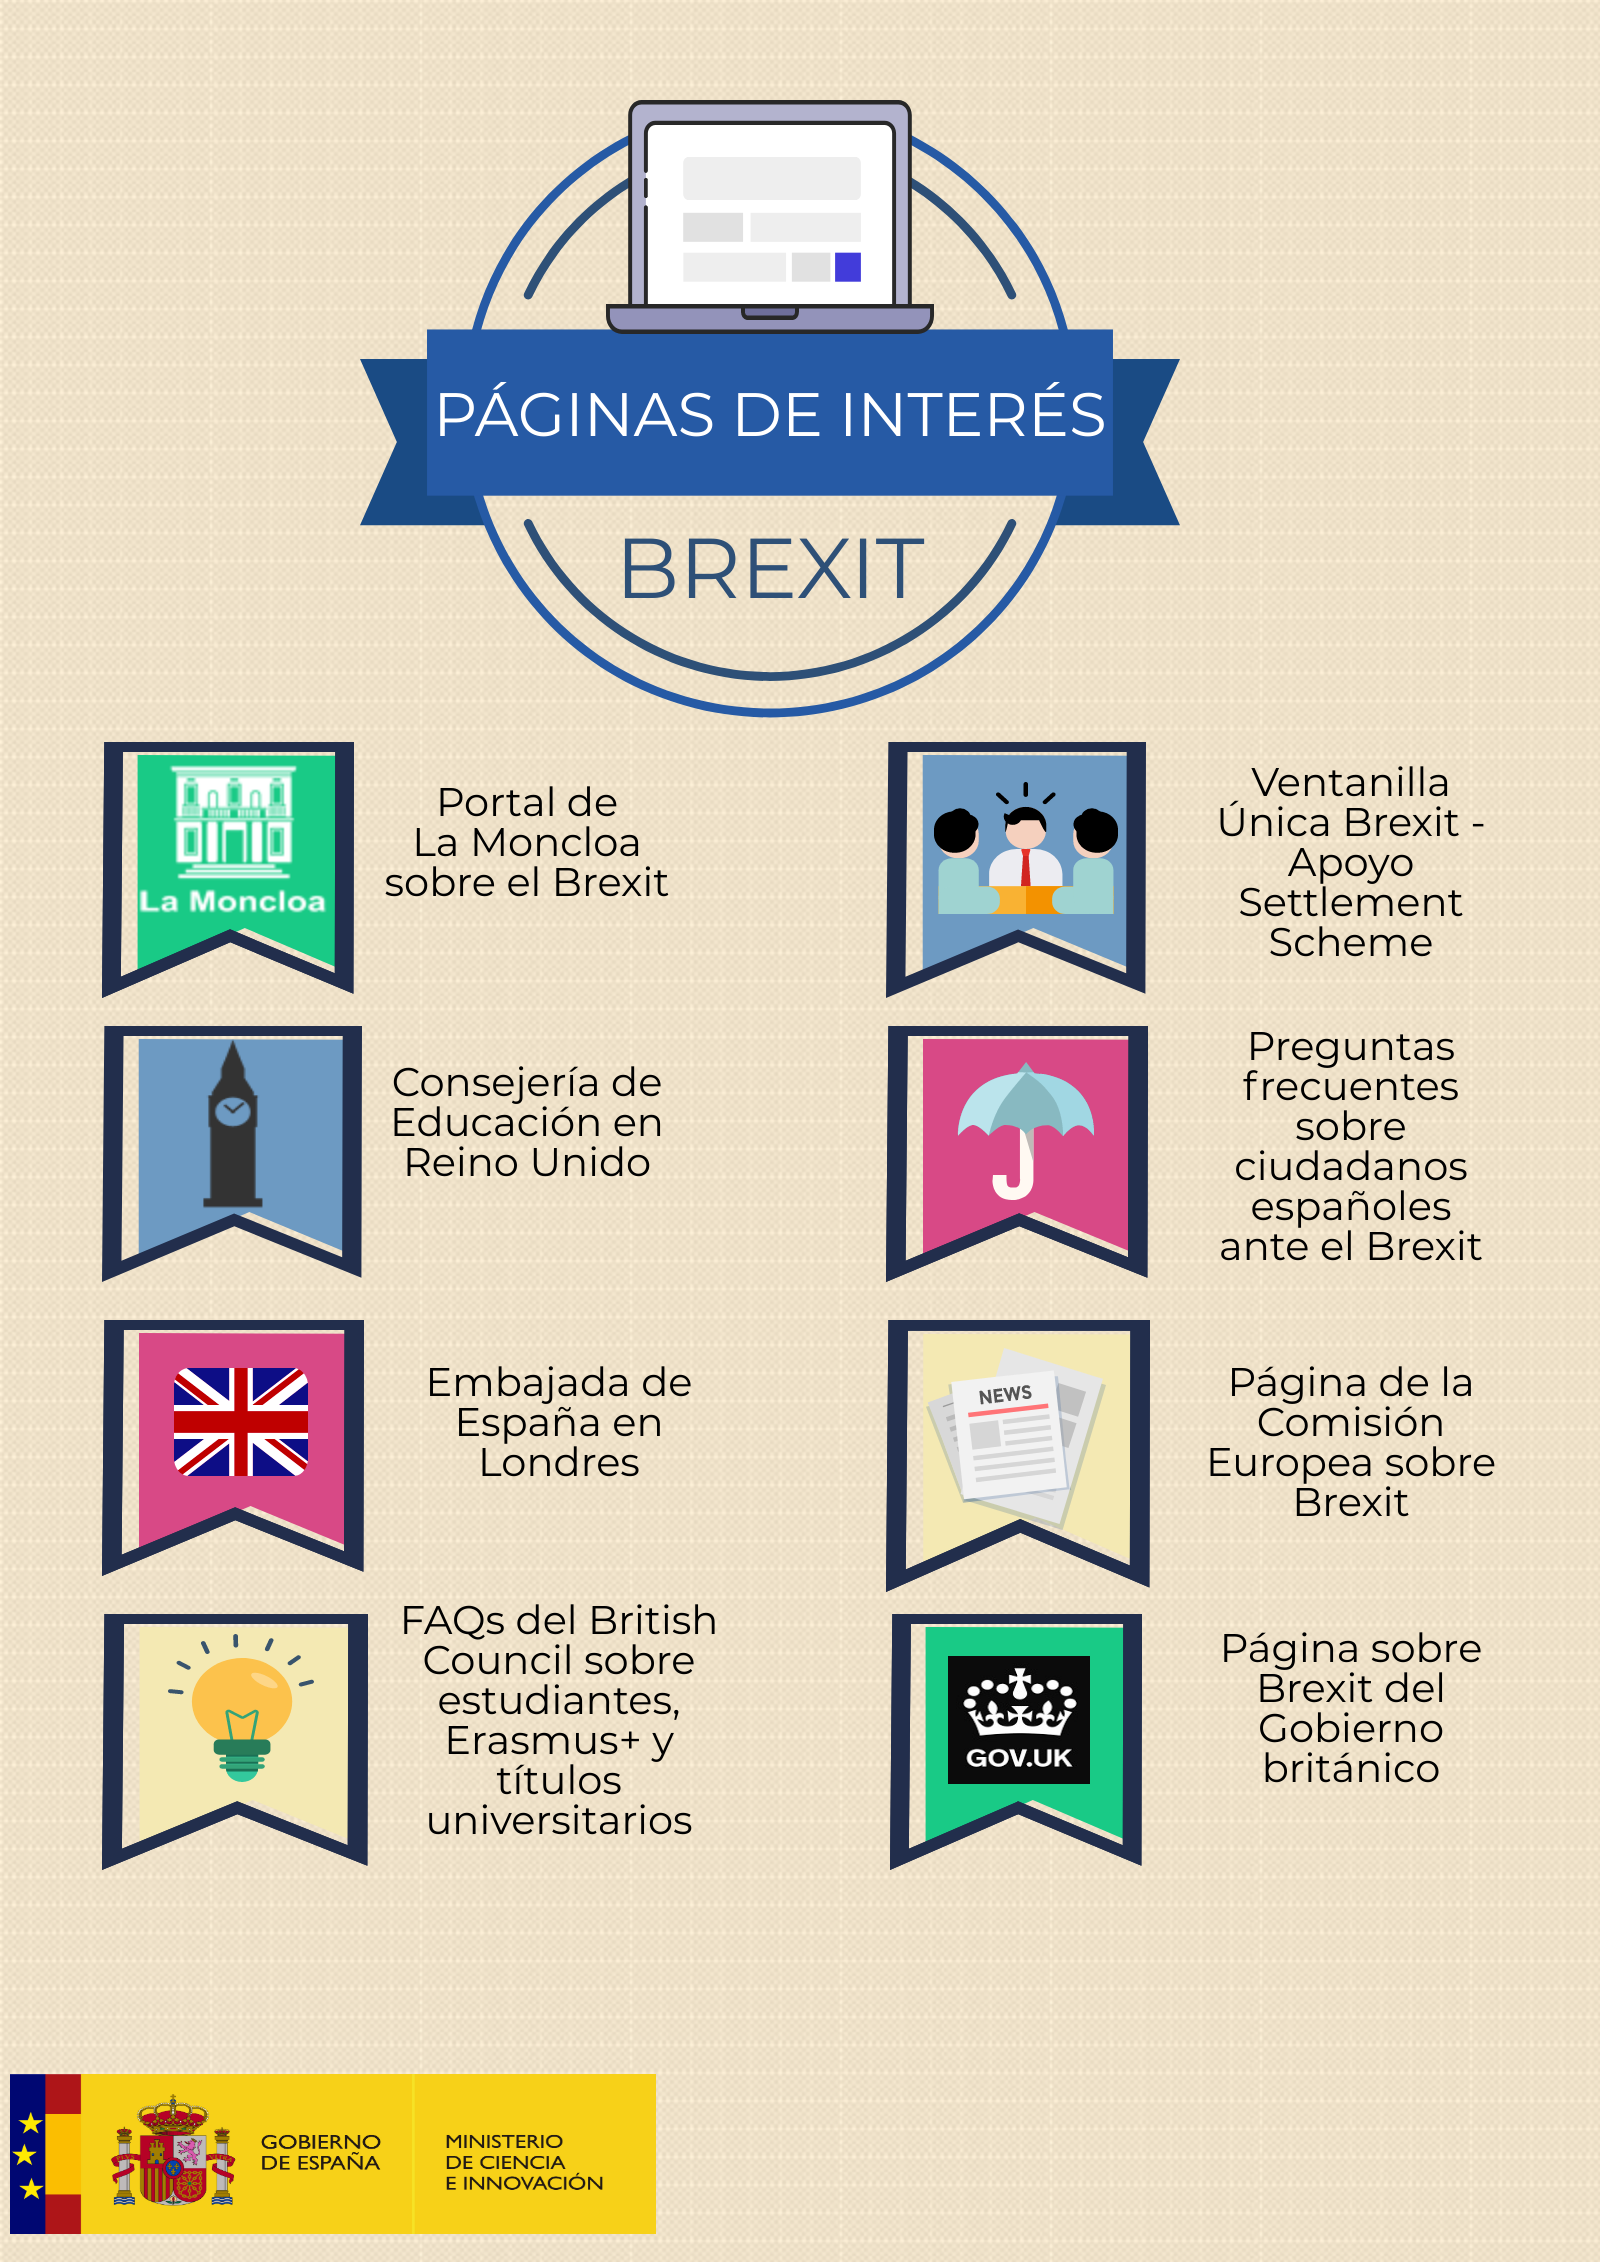 PÁGINAS DE INTERÉS
BREXIT
La Moncloa
Portal de
La Moncloa
sobre el Brexit
Ventanilla
Única Brexit -
Apoyo
Settlement
Scheme
Consejería de
Educación en
Reino Unido
Preguntas
frecuentes
sobre
ciudadanos
españoles
ante el Brexit
Embajada de
España en
Londres
NEWS
Página de la
Comisión
Europea sobre
Brexit
FAQs del British
Council sobre
estudiantes,
Erasmus+ y
títulos
universitarios
GOV.UK
Página sobre
Brexit del
Gobierno
británico
GOBIERNO
DE ESPAÑA
MINISTERIO
DE CIENCIA
E INNOVACIÓN